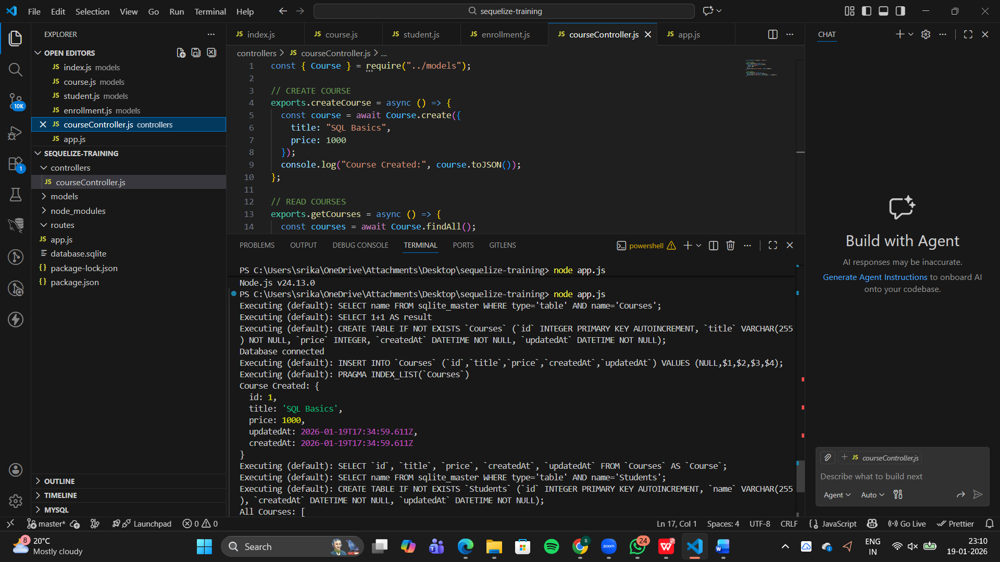 File Edit Selection View Go Run Terminal Help
sequelize-training
EXPLORER
OPEN EDITORS
JS index.js models
JS course.js models
JS student.js models
JS enrollment.js models
JS courseController.js controllers
JS app.js
SEQUELIZE-TRAINING
controllers
JS courseController.js
models
node_modules
routes
JS app.js
database.sqlite
{} package-lock.json
{} package.json
OUTLINE
TIMELINE
MYSQL
10K
1
JS index.js JS course.js JS student.js JS enrollment.js JS courseController.js JS app.js
controllers > JS courseController.js > ...
1 const { Course } = require("../models");
2
3 // CREATE COURSE
4 exports.createCourse = async () => {
5 const course = await Course.create({
6 title: "SQL Basics",
7 price: 1000
8 });
9 console.log("Course Created:", course.toJSON());
10 };
11
12 // READ COURSES
13 exports.getCourses = async () => {
14 const courses = await Course.findAll();
PROBLEMS OUTPUT DEBUG CONSOLE TERMINAL PORTS GITLENS
powershell
PS C:\Users\srika\OneDrive\Attachments\Desktop\sequelize-training> node app.js
Node.js v24.13.0
PS C:\Users\srika\OneDrive\Attachments\Desktop\sequelize-training> node app.js
Executing (default): SELECT name FROM sqlite_master WHERE type='table' AND name='Courses';
Executing (default): SELECT 1+1 AS result
Executing (default): CREATE TABLE IF NOT EXISTS `Courses` (`id` INTEGER PRIMARY KEY AUTOINCREMENT, `title` VARCHAR(255
) NOT NULL, `price` INTEGER, `createdAt` DATETIME NOT NULL, `updatedAt` DATETIME NOT NULL);
Database connected
Executing (default): INSERT INTO `Courses` (`id`,`title`,`price`,`createdAt`,`updatedAt`) VALUES (NULL,$1,$2,$3,$4);
Executing (default): PRAGMA INDEX_LIST(`Courses`)
Course Created: {
id: 1,
title: 'SQL Basics',
price: 1000,
updatedAt: 2026-01-19T17:34:59.611Z,
createdAt: 2026-01-19T17:34:59.611Z
}
Executing (default): SELECT `id`, `title`, `price`, `createdAt`, `updatedAt` FROM `Courses` AS `Course`;
Executing (default): SELECT name FROM sqlite_master WHERE type='table' AND name='Students';
Executing (default): CREATE TABLE IF NOT EXISTS `Students` (`id` INTEGER PRIMARY KEY AUTOINCREMENT, `name` VARCHAR(255
), `createdAt` DATETIME NOT NULL, `updatedAt` DATETIME NOT NULL);
All Courses: [
CHAT
Build with Agent
AI responses may be inaccurate.
Generate Agent Instructions to onboard AI
onto your codebase.
JS courseController.js
Describe what to build next
Agent Auto
master* Launchpad 0 0
Ln 17, Col 1 Spaces: 4 UTF-8 CRLF {} JavaScript Go Live Prettier
8
20°C
Mostly cloudy
Search
24
zoom
ENG
IN
23:10
19-01-2026